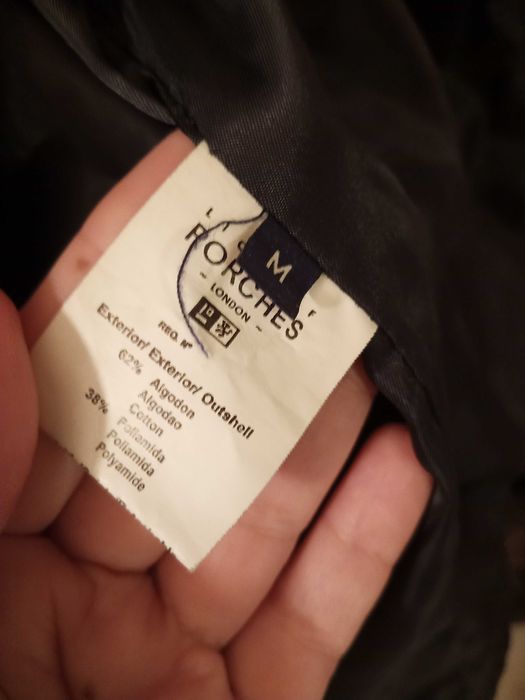 M
PORCHES
- LONDON -
REG. Nº
Exterior/ Exterior/ Outshell
62% Algodon
Algodao
Cotton
38% Poliamida
Poliamida
Polyamide